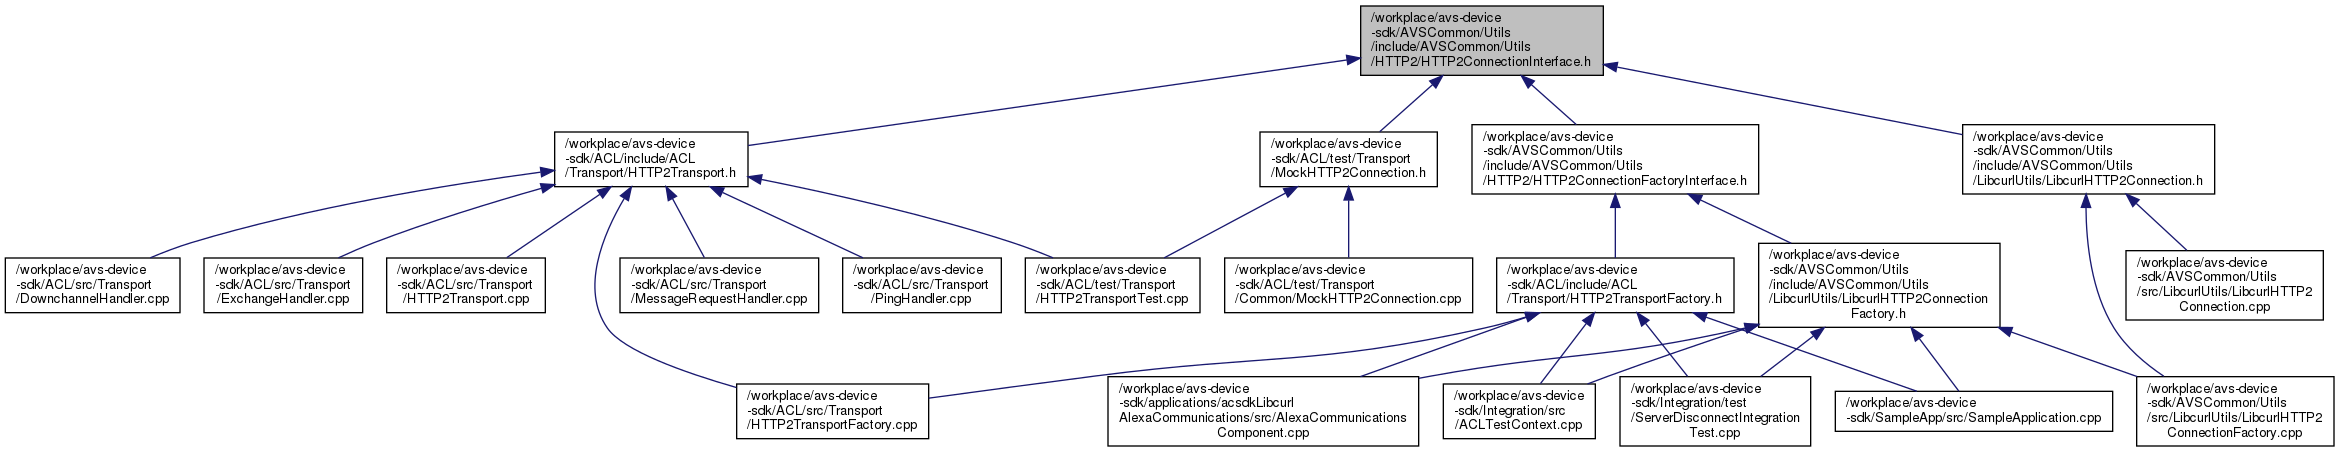 /workplace/avs-device
-sdk/AVSCommon/Utils
/include/AVSCommon/Utils
/HTTP2/HTTP2ConnectionInterface.h
/workplace/avs-device
-sdk/ACL/include/ACL
/Transport/HTTP2Transport.h
/workplace/avs-device
-sdk/ACL/test/Transport
/MockHTTP2Connection.h
/workplace/avs-device
-sdk/AVSCommon/Utils
/include/AVSCommon/Utils
/HTTP2/HTTP2ConnectionFactoryInterface.h
/workplace/avs-device
-sdk/AVSCommon/Utils
/include/AVSCommon/Utils
/LibcurlUtils/LibcurlHTTP2Connection.h
/workplace/avs-device
-sdk/ACL/src/Transport
/DownchannelHandler.cpp
/workplace/avs-device
-sdk/ACL/src/Transport
/ExchangeHandler.cpp
/workplace/avs-device
-sdk/ACL/src/Transport
/HTTP2Transport.cpp
/workplace/avs-device
-sdk/ACL/src/Transport
/MessageRequestHandler.cpp
/workplace/avs-device
-sdk/ACL/src/Transport
/PingHandler.cpp
/workplace/avs-device
-sdk/ACL/test/Transport
/HTTP2TransportTest.cpp
/workplace/avs-device
-sdk/ACL/test/Transport
/Common/MockHTTP2Connection.cpp
/workplace/avs-device
-sdk/ACL/include/ACL
/Transport/HTTP2TransportFactory.h
/workplace/avs-device
-sdk/AVSCommon/Utils
/include/AVSCommon/Utils
/LibcurlUtils/LibcurlHTTP2Connection
Factory.h
/workplace/avs-device
-sdk/AVSCommon/Utils
/src/LibcurlUtils/LibcurlHTTP2
Connection.cpp
/workplace/avs-device
-sdk/ACL/src/Transport
/HTTP2TransportFactory.cpp
/workplace/avs-device
-sdk/applications/acsdkLibcurl
AlexaCommunications/src/AlexaCommunications
Component.cpp
/workplace/avs-device
-sdk/Integration/src
/ACLTestContext.cpp
/workplace/avs-device
-sdk/Integration/test
/ServerDisconnectIntegration
Test.cpp
/workplace/avs-device
-sdk/SampleApp/src/SampleApplication.cpp
/workplace/avs-device
-sdk/AVSCommon/Utils
/src/LibcurlUtils/LibcurlHTTP2
ConnectionFactory.cpp